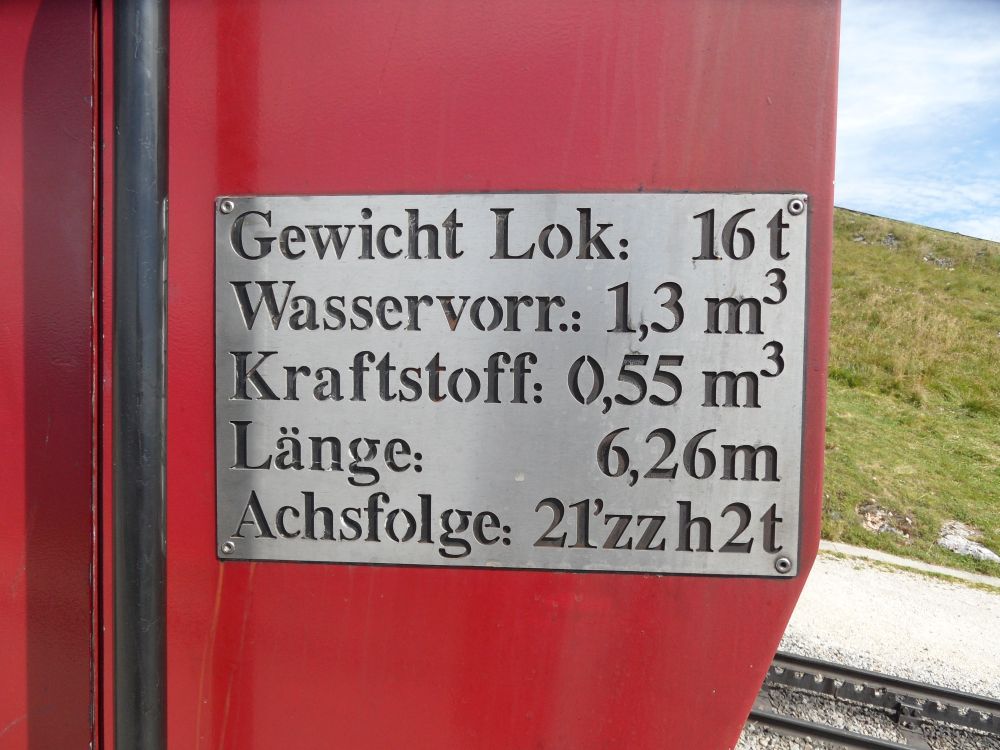 Gewicht Lok: 16 t
Wasservorr.: 1,3 m³
Kraftstoff: 0,55 m³
Länge: 6,26m
Achsfolge: 21'zz h2t